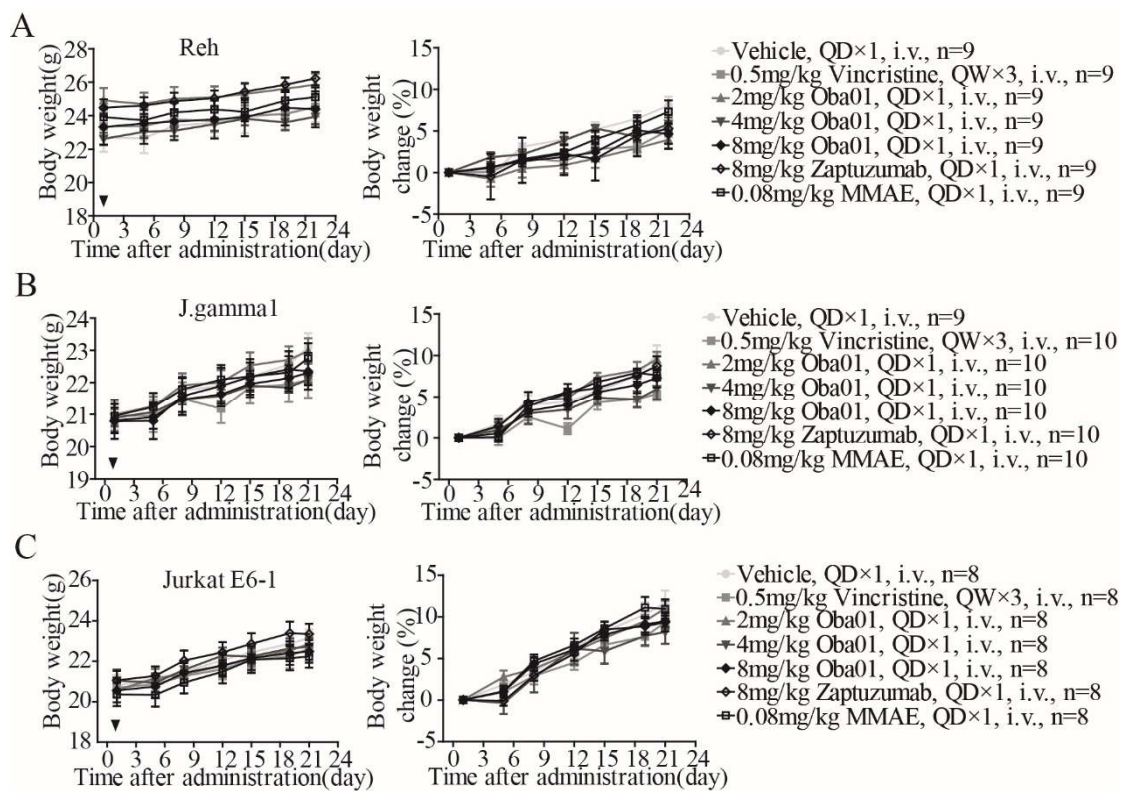 A
Reh
Body weight(g)
28
26
24
22
20
18
0 3 6 9 12 15 18 21 24
Time after administration(day)
Body weight
change (%)
15
10
5
0
-5
0 3 6 9 12 15 18 21 24
Time after administration(day)
Vehicle, QD×1, i.v., n=9
0.5mg/kg Vincristine, QW×3, i.v., n=9
2mg/kg Oba01, QD×1, i.v., n=9
4mg/kg Oba01, QD×1, i.v., n=9
8mg/kg Oba01, QD×1, i.v., n=9
8mg/kg Zaptuzumab, QD×1, i.v., n=9
0.08mg/kg MMAE, QD×1, i.v., n=9
B
J.gamma1
Body weight(g)
24
23
22
21
20
19
0 3 6 9 12 15 18 21 24
Time after administration(day)
Body weight
change (%)
15
10
5
0
-5
0 3 6 9 12 15 18 21 24
Time after administration(day)
Vehicle, QD×1, i.v., n=9
0.5mg/kg Vincristine, QW×3, i.v., n=10
2mg/kg Oba01, QD×1, i.v., n=10
4mg/kg Oba01, QD×1, i.v., n=10
8mg/kg Oba01, QD×1, i.v., n=10
8mg/kg Zaptuzumab, QD×1, i.v., n=10
0.08mg/kg MMAE, QD×1, i.v., n=10
C
Jurkat E6-1
Body weight(g)
26
24
22
20
18
0 3 6 9 12 15 18 21 24
Time after administration(day)
Body weight
change (%)
15
10
5
0
-5
0 3 6 9 12 15 18 21 24
Time after administration(day)
Vehicle, QD×1, i.v., n=8
0.5mg/kg Vincristine, QW×3, i.v., n=8
2mg/kg Oba01, QD×1, i.v., n=8
4mg/kg Oba01, QD×1, i.v., n=8
8mg/kg Oba01, QD×1, i.v., n=8
8mg/kg Zaptuzumab, QD×1, i.v., n=8
0.08mg/kg MMAE, QD×1, i.v., n=8